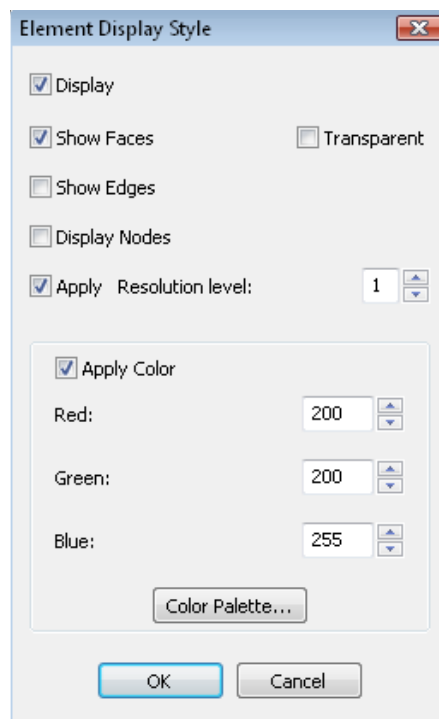 Element Display Style
Display
Show Faces Transparent
Show Edges
Display Nodes
Apply Resolution level: 1
Apply Color
Red: 200
Green: 200
Blue: 255
Color Palette...
OK Cancel